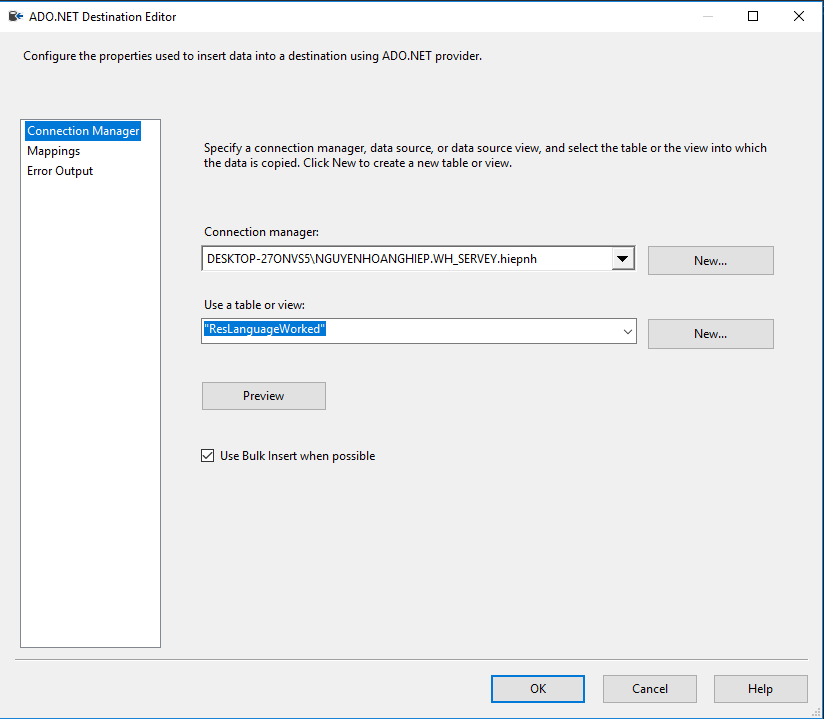 ADO.NET Destination Editor
Configure the properties used to insert data into a destination using ADO.NET provider.
Connection Manager
Mappings
Error Output
Specify a connection manager, data source, or data source view, and select the table or the view into which
the data is copied. Click New to create a new table or view.
Connection manager:
DESKTOP-27ONVS5\NGUYENHOANGHIEP.WH_SERVEY.hiepnh
New...
Use a table or view:
"ResLanguageWorked"
New...
Preview
Use Bulk Insert when possible
OK
Cancel
Help